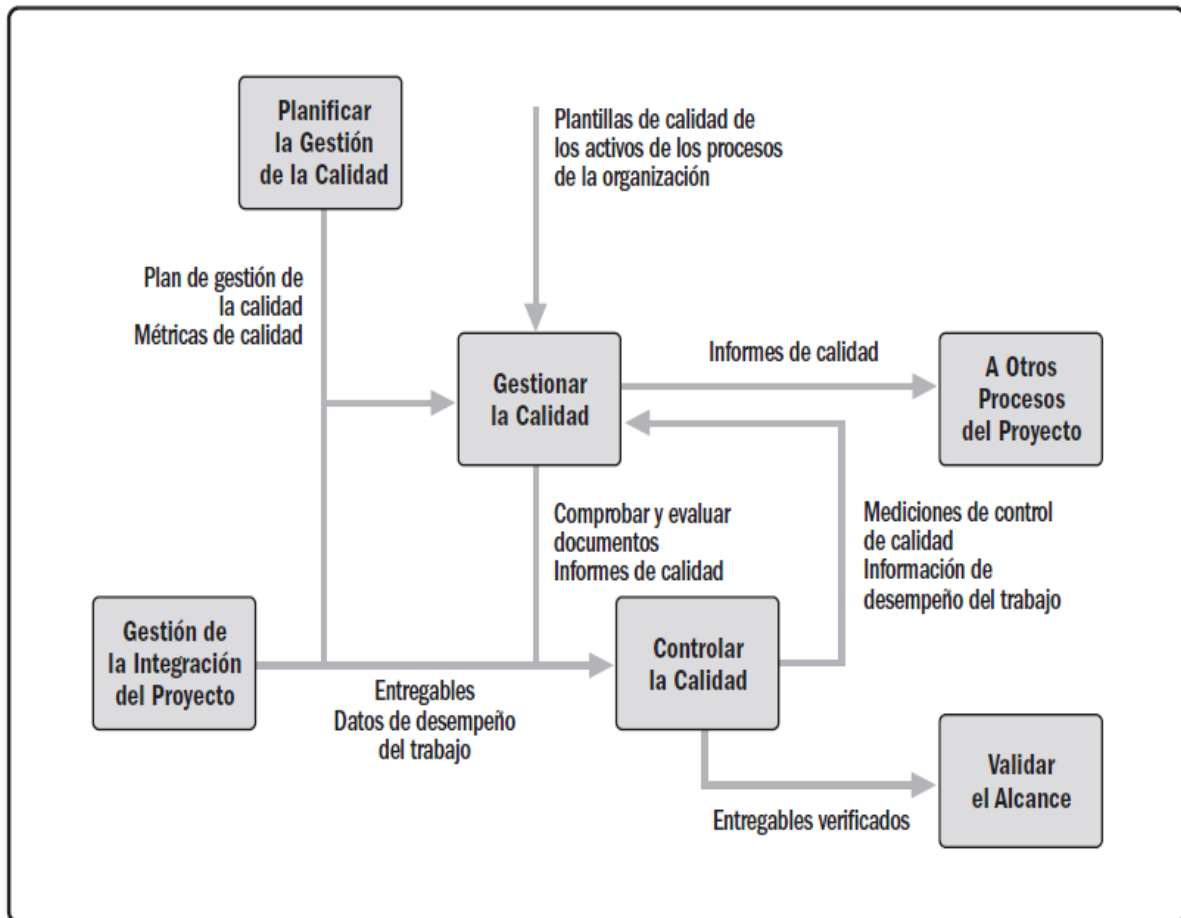 Planificar
la Gestión
de la Calidad
Plantillas de calidad de
los activos de los procesos
de la organización
Plan de gestión de
la calidad
Métricas de calidad
Gestionar
la Calidad
Informes de calidad
A Otros
Procesos
del Proyecto
Comprobar y evaluar
documentos
Informes de calidad
Mediciones de control
de calidad
Información de
desempeño del trabajo
Gestión de
la Integración
del Proyecto
Entregables
Datos de desempeño
del trabajo
Controlar
la Calidad
Entregables verificados
Validar
el Alcance